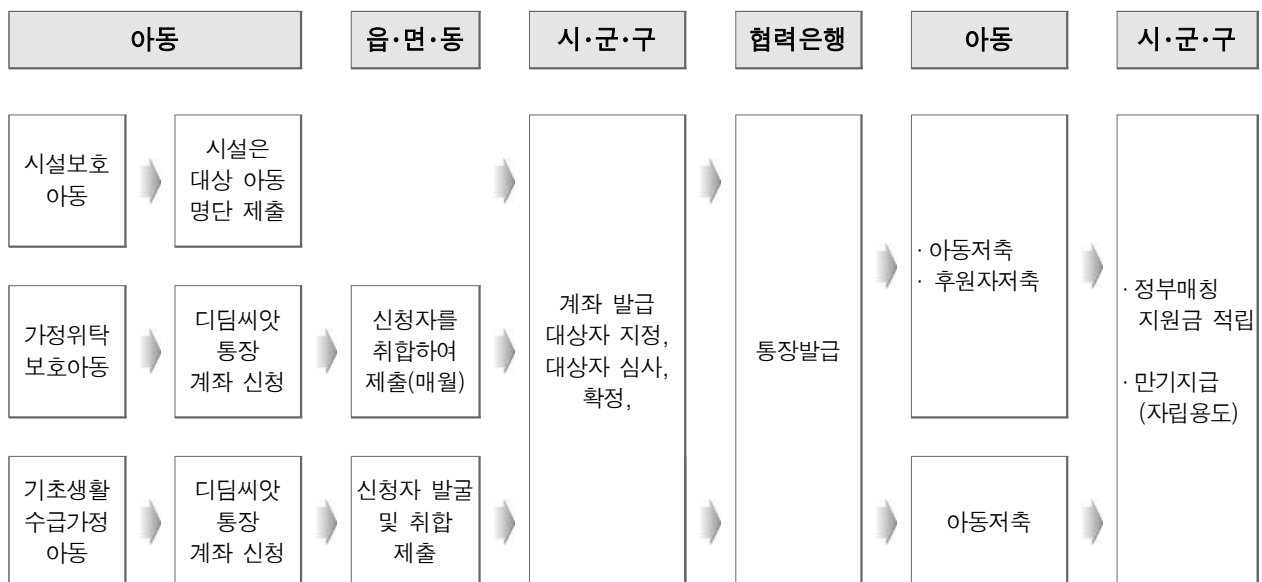 아동
읍·면·동
시·군·구
협력은행
아동
시·군·구
시설보호
아동
시설은
대상 아동
명단 제출
가정위탁
보호아동
디딤씨앗
통장
계좌 신청
신청자를
취합하여
제출(매월)
기초생활
수급가정
아동
디딤씨앗
통장
계좌 신청
신청자 발굴
및 취합
제출
계좌 발급
대상자 지정,
대상자 심사,
확정,
통장발급
· 아동저축
· 후원자저축
아동저축
· 정부매칭
지원금 적립
· 만기지급
(자립용도)